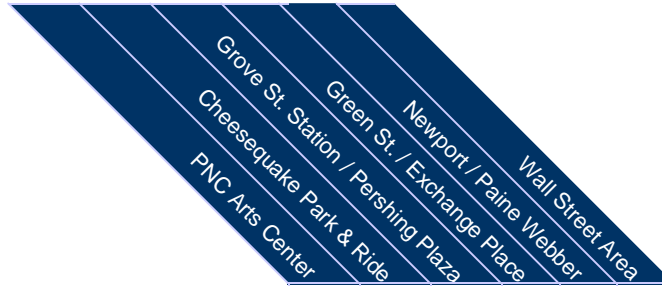 PNC Arts Center
Cheesequake Park & Ride
Grove St. Station / Pershing Plaza
Green St. / Exchange Place
Newport / Paine Webber
Wall Street Area